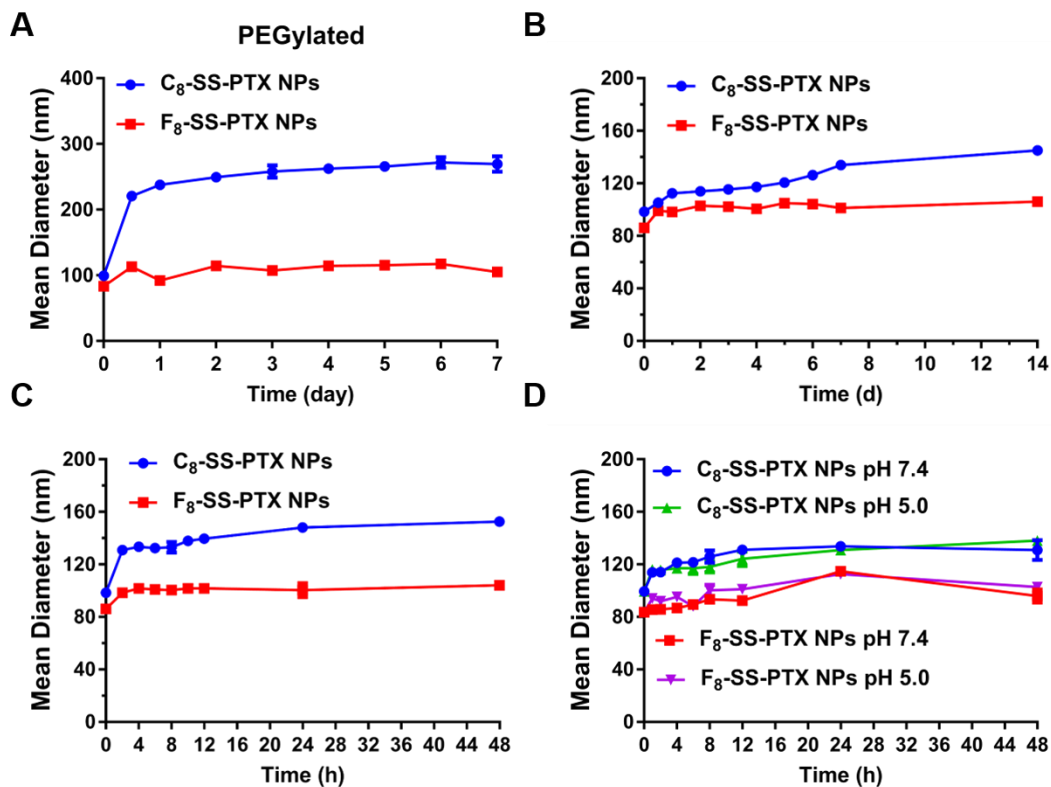 A
PEGylated
C₈-SS-PTX NPs
F₈-SS-PTX NPs
Mean Diameter (nm)
400
300
200
100
0
0 1 2 3 4 5 6 7
Time (day)
B
C₈-SS-PTX NPs
F₈-SS-PTX NPs
Mean Diameter (nm)
200
160
120
80
40
0
0 2 4 6 8 10 12 14
Time (d)
C
C₈-SS-PTX NPs
F₈-SS-PTX NPs
Mean Diameter (nm)
200
160
120
80
40
0
0 4 8 12 16 20 24 28 32 36 40 44 48
Time (h)
D
C₈-SS-PTX NPs pH 7.4
C₈-SS-PTX NPs pH 5.0
F₈-SS-PTX NPs pH 7.4
F₈-SS-PTX NPs pH 5.0
Mean Diameter (nm)
200
160
120
80
40
0
0 4 8 12 16 20 24 28 32 36 40 44 48
Time (h)